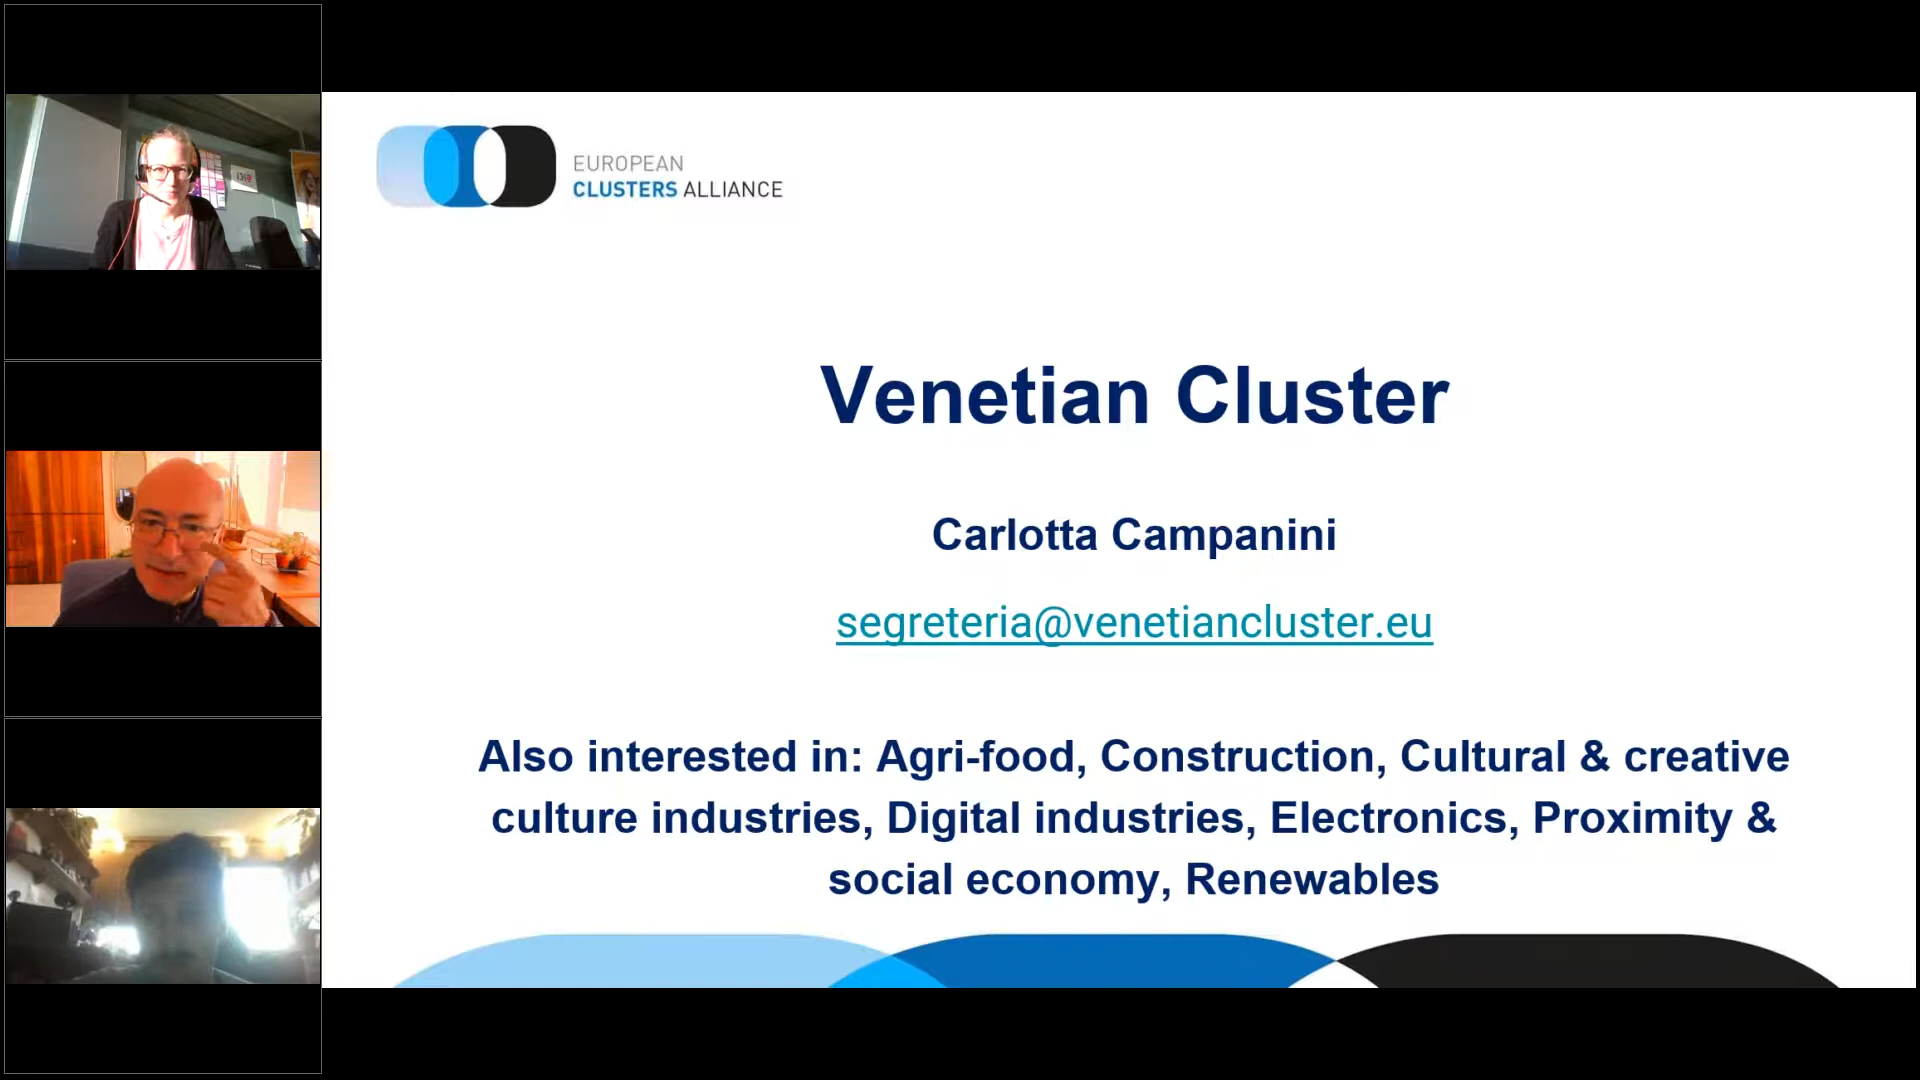 EUROPEAN
CLUSTERS ALLIANCE
Venetian Cluster
Carlotta Campanini
segreteria@venetiancluster.eu
Also interested in: Agri-food, Construction, Cultural & creative
culture industries, Digital industries, Electronics, Proximity &
social economy, Renewables